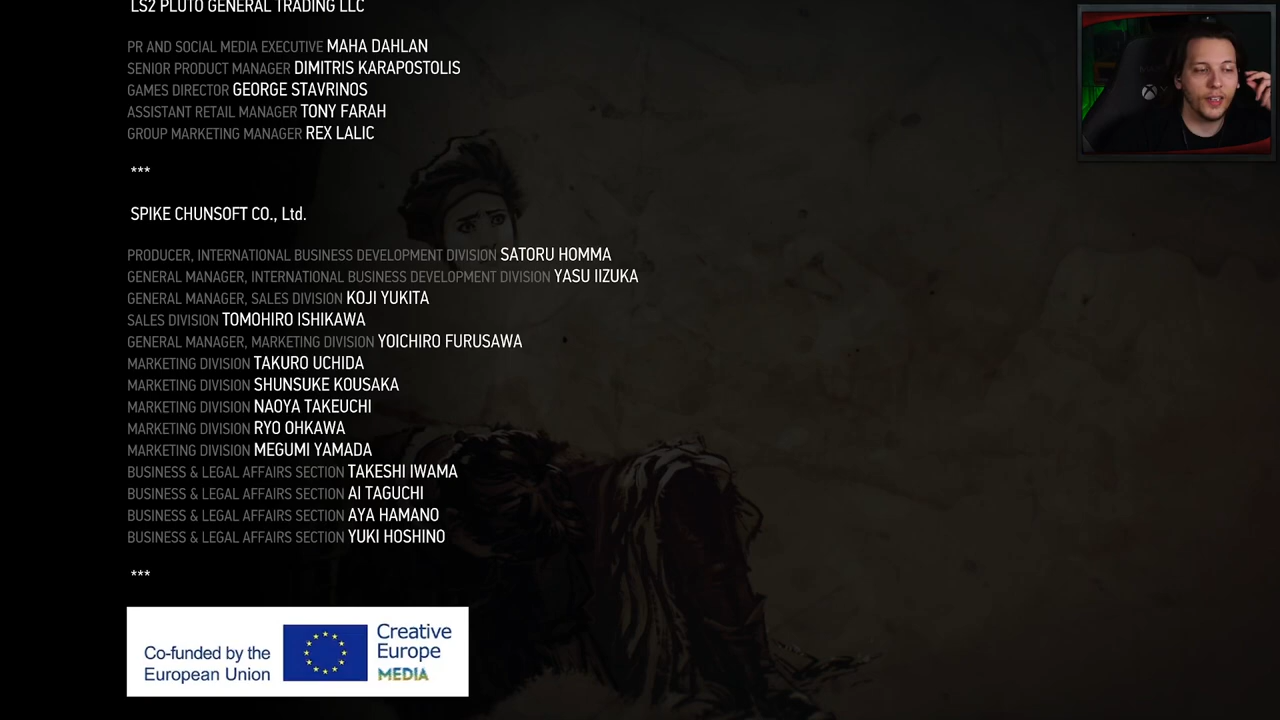 LS2 PLUTO GENERAL TRADING LLC
PR AND SOCIAL MEDIA EXECUTIVE MAHA DAHLAN
SENIOR PRODUCT MANAGER DIMITRIS KARAPOSTOLIS
GAMES DIRECTOR GEORGE STAVRINOS
ASSISTANT RETAIL MANAGER TONY FARAH
GROUP MARKETING MANAGER REX LALIC
***
SPIKE CHUNSOFT CO., Ltd.
PRODUCER, INTERNATIONAL BUSINESS DEVELOPMENT DIVISION SATORU HOMMA
GENERAL MANAGER, INTERNATIONAL BUSINESS DEVELOPMENT DIVISION YASU IIZUKA
GENERAL MANAGER, SALES DIVISION KOJI YUKITA
SALES DIVISION TOMOHIRO ISHIKAWA
GENERAL MANAGER, MARKETING DIVISION YOICHIRO FURUSAWA
MARKETING DIVISION TAKURO UCHIDA
MARKETING DIVISION SHUNSUKE KOUSAKA
MARKETING DIVISION NAOYA TAKEUCHI
MARKETING DIVISION RYO OHKAWA
MARKETING DIVISION MEGUMI YAMADA
BUSINESS & LEGAL AFFAIRS SECTION TAKESHI IWAMA
BUSINESS & LEGAL AFFAIRS SECTION AI TAGUCHI
BUSINESS & LEGAL AFFAIRS SECTION AYA HAMANO
BUSINESS & LEGAL AFFAIRS SECTION YUKI HOSHINO
***
Co-funded by the
European Union
Creative
Europe
MEDIA